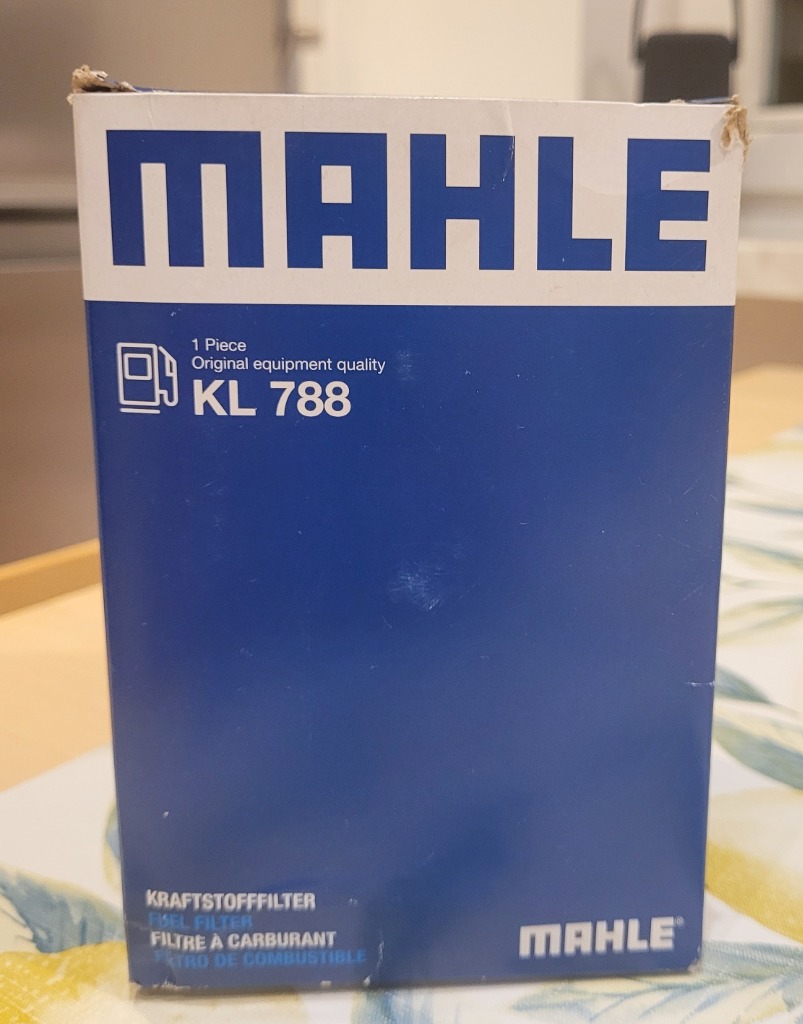 MAHLE
1 Piece
Original equipment quality
KL 788
KRAFTSTOFFFILTER
FUEL FILTER
FILTRE À CARBURANT
FILTRO DE COMBUSTIBLE
MAHLE®